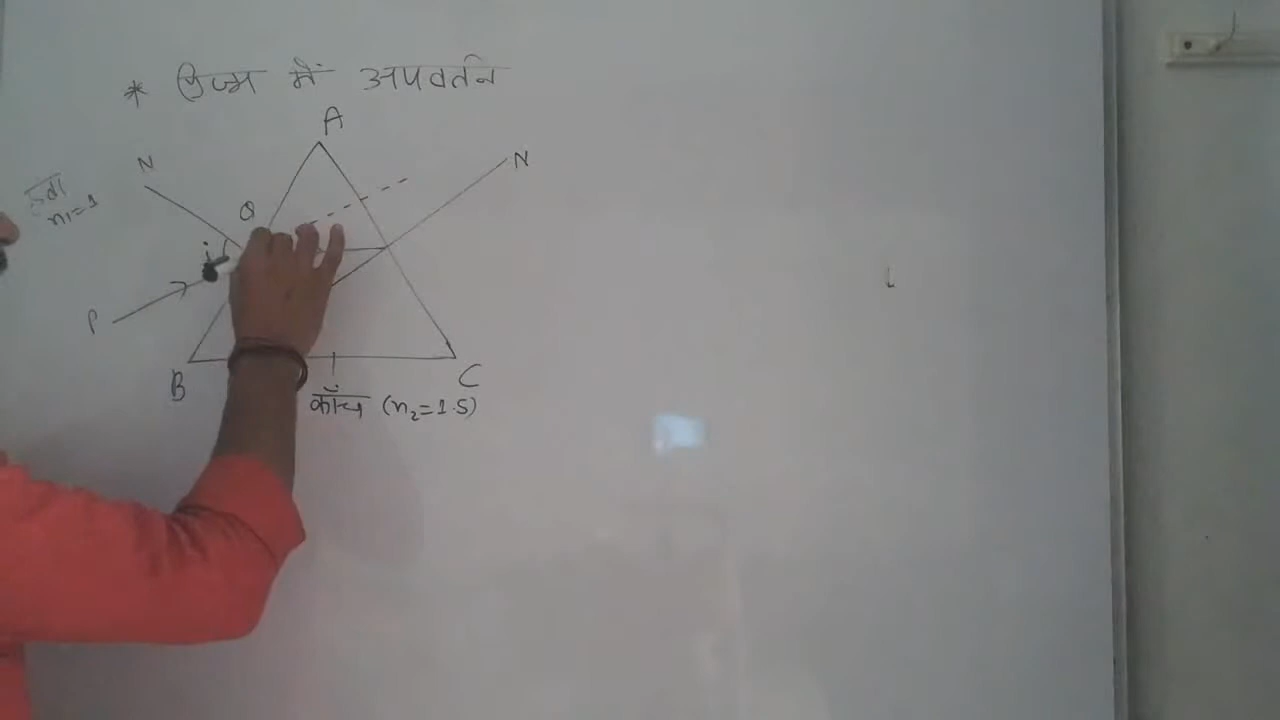 * प्रिज्म में अपवर्तन
A
N
N
हवा
n₁=1
Q
i
P
B
C
काँच (n₂=1.5)